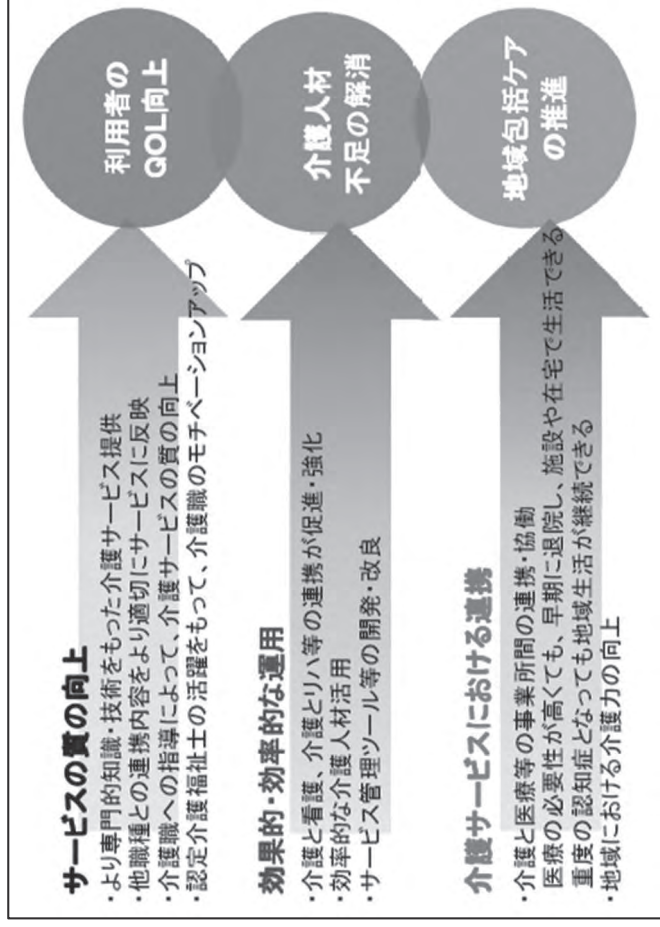 サービスの質の向上
・より専門的知識・技術をもった介護サービス提供
・他職種との連携内容をより適切にサービスに反映
・介護職への指導によって、介護サービスの質の向上
・認定介護福祉士の活躍をもって、介護職のモチベーションアップ
利用者の
QOL向上
効果的・効率的な運用
・介護と看護、介護とリハ等の連携が促進・強化
・効率的な介護人材活用
・サービス管理ツール等の開発・改良
介護人材
不足の解消
介護サービスにおける連携
・介護と医療等の事業所間の連携・協働
医療の必要性が高くても、早期に退院し、施設や在宅で生活できる
重度の認知症となっても地域生活が継続できる
・地域における介護力の向上
地域包括ケア
の推進